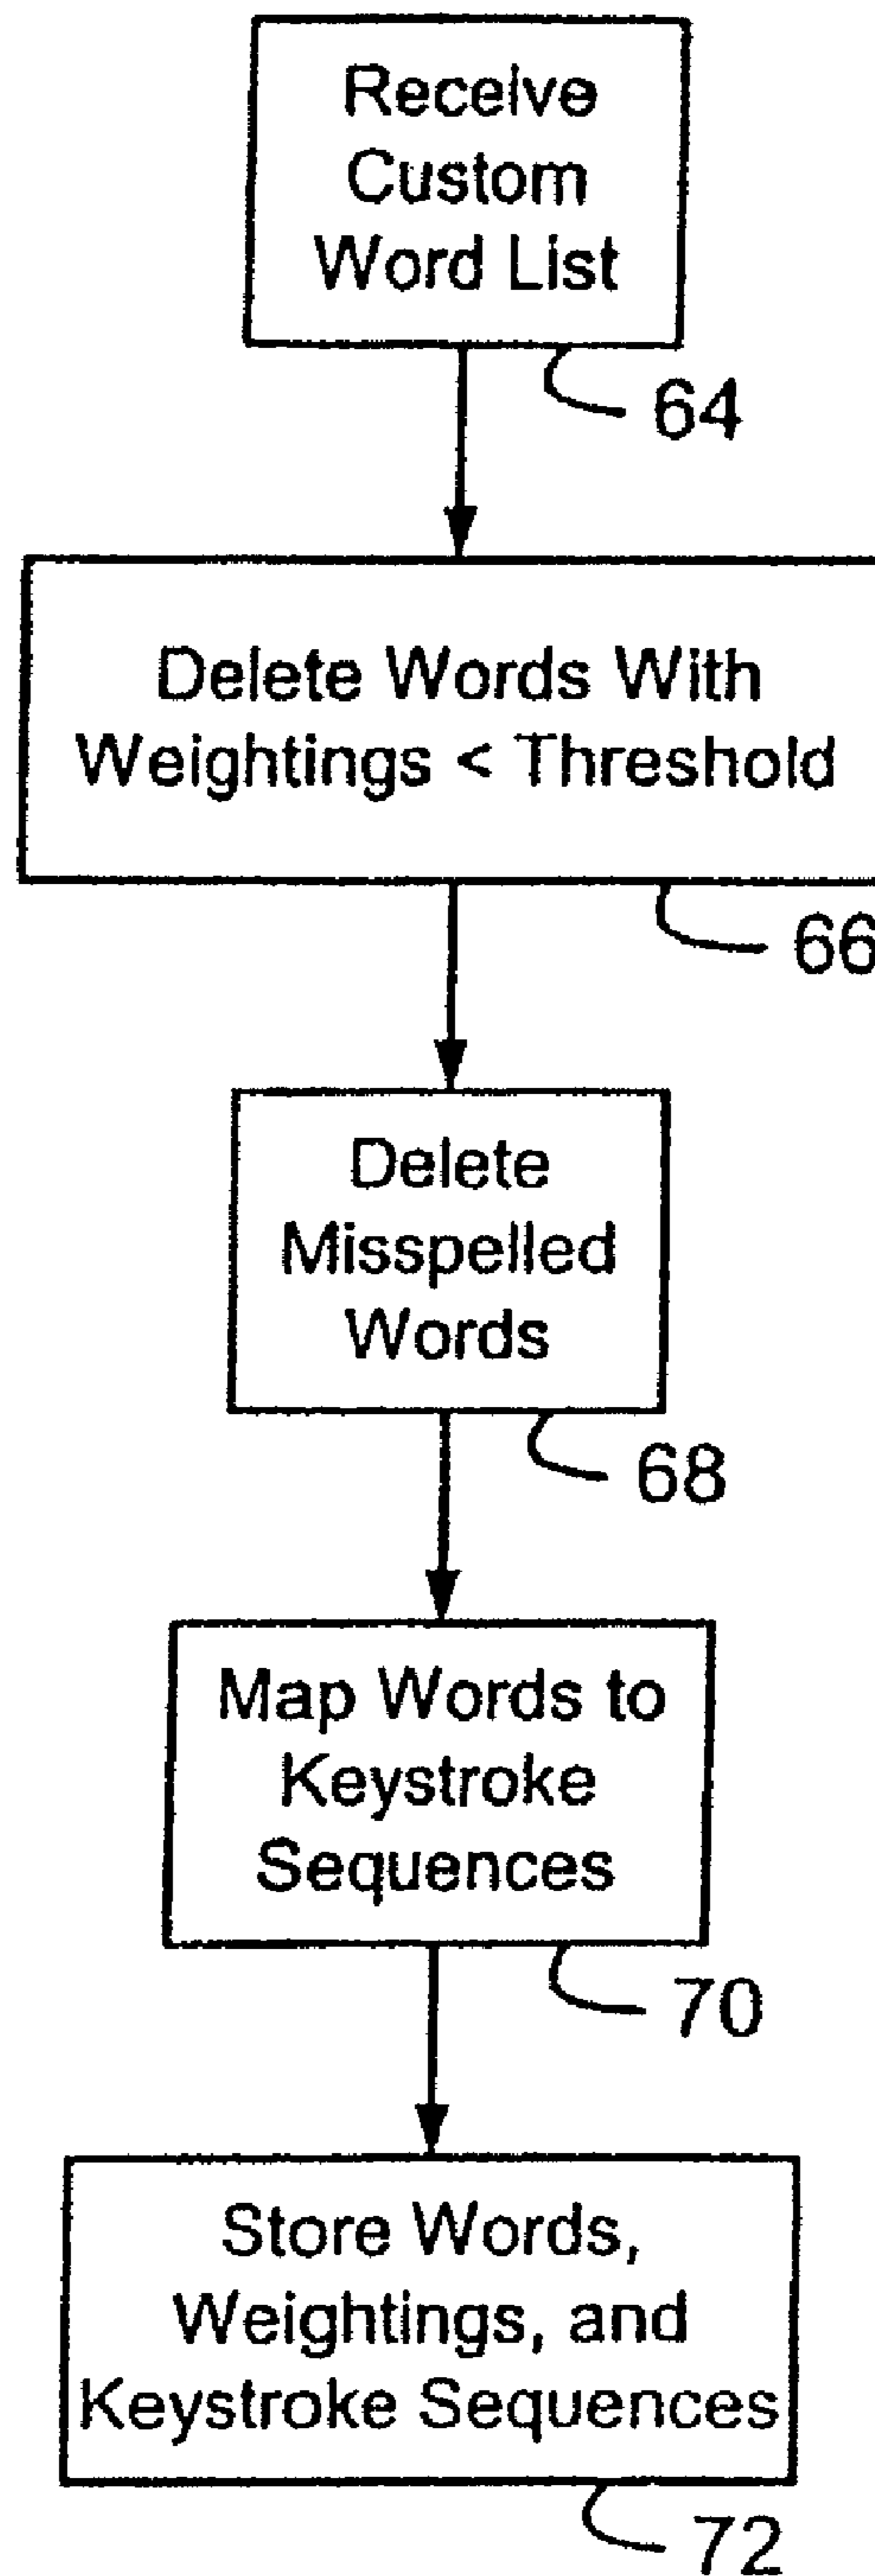 Receive
Custom
Word List
64
Delete Words With
Weightings < Threshold
66
Delete
Misspelled
Words
68
Map Words to
Keystroke
Sequences
70
Store Words,
Weightings, and
Keystroke Sequences
72